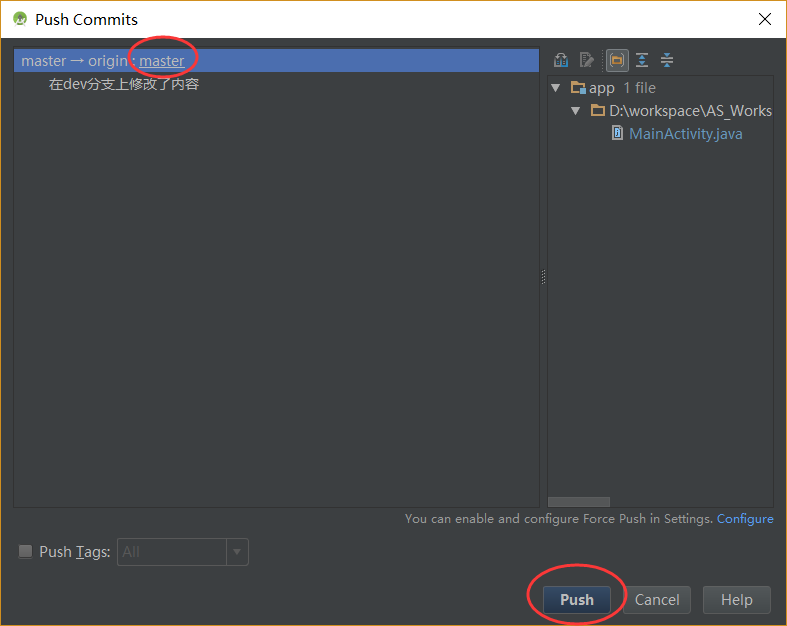 Push Commits
master → origin : master
在dev分支上修改了内容
app 1 file
D:\workspace\AS_Works
MainActivity.java
You can enable and configure Force Push in Settings. Configure
Push Tags: All
Push Cancel Help